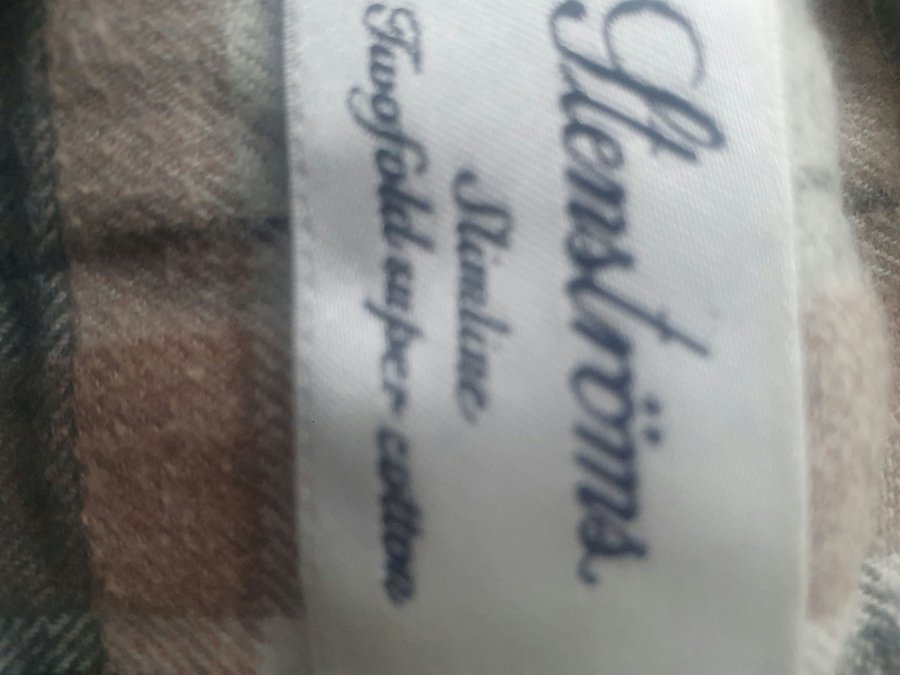 Stenströms
Slimline
Twofold super cotton